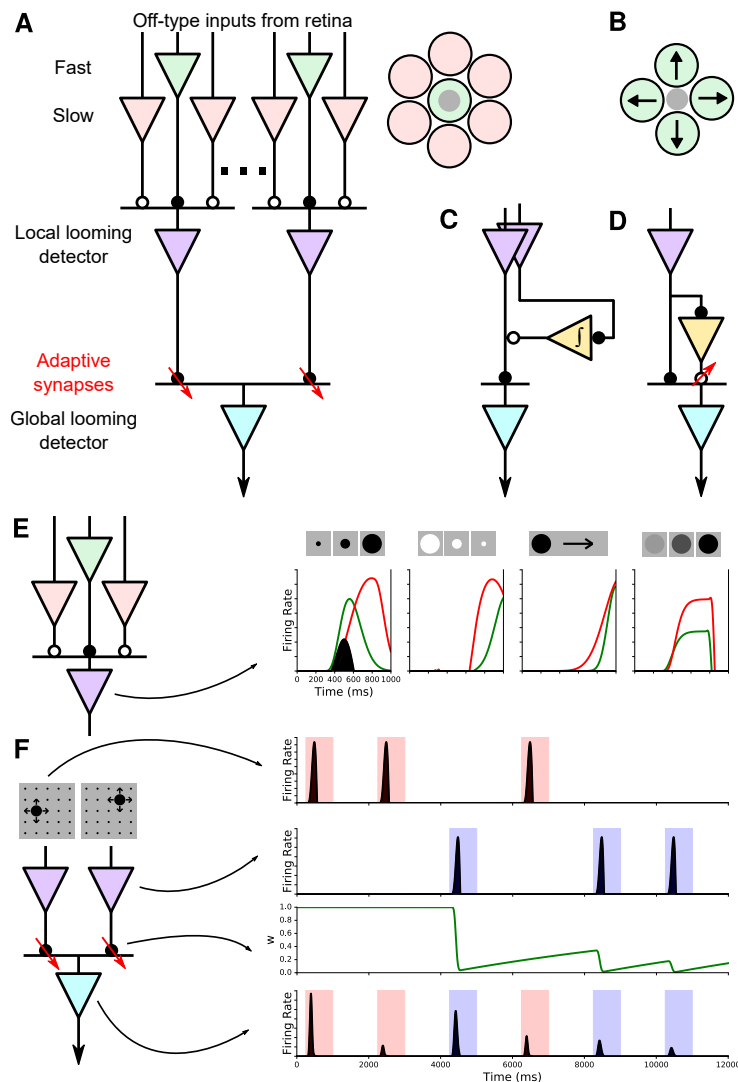 A
Off-type inputs from retina
Fast
Slow
Local looming
detector
Adaptive
synapses
Global looming
detector
B
C
∫
D
E
Firing Rate
0 200 400 600 800 1000
Time (ms)
F
Firing Rate
Firing Rate
w
1.0
0.8
0.6
0.4
0.2
0.0
Firing Rate
0 2000 4000 6000 8000 10000 12000
Time (ms)